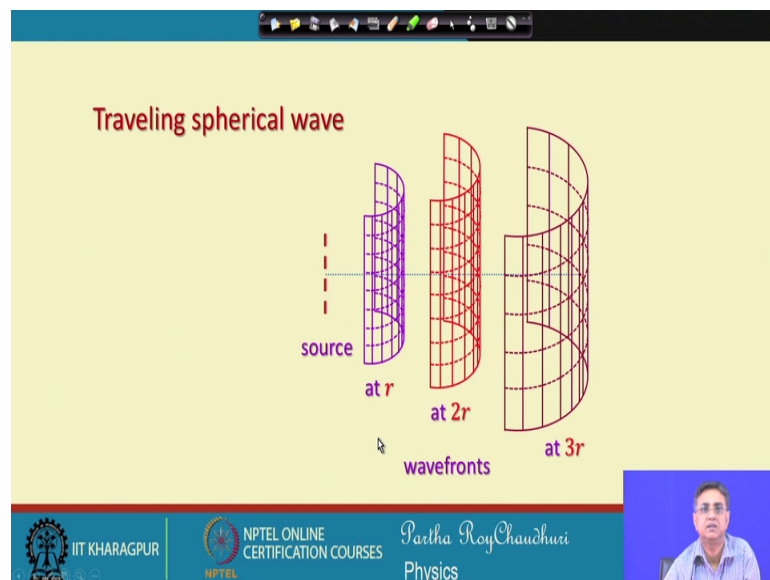 Traveling spherical wave
source
at r
at 2r
at 3r
wavefronts
IIT KHARAGPUR
NPTEL
NPTEL ONLINE
CERTIFICATION COURSES
Partha RoyChaudhuri
Physics